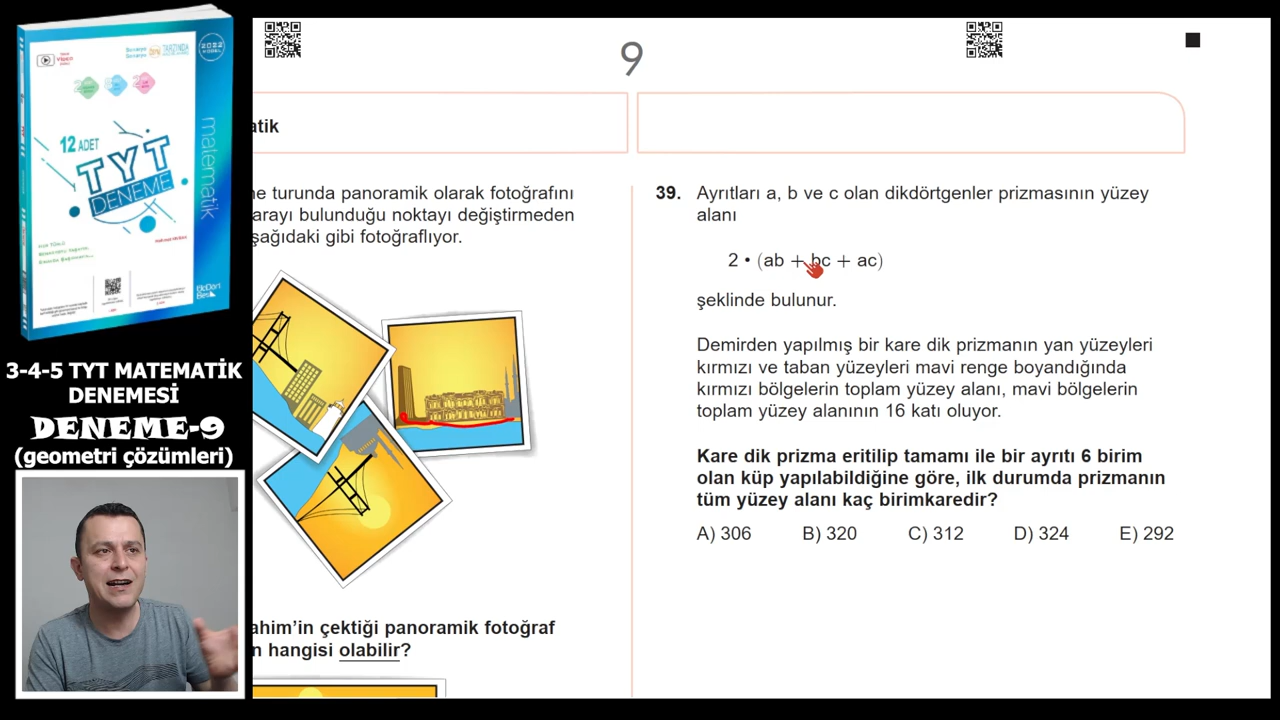 2022
12 ADET
TYT
DENEME
matematik
3-4-5 TYT MATEMATİK
DENEMESİ
DENEME-9
(geometri çözümleri)
9
atik
ne turunda panoramik olarak fotoğrafını
arayı bulunduğu noktayı değiştirmeden
şağıdaki gibi fotoğraflıyor.
ahim'in çektiği panoramik fotoğraf
n hangisi olabilir?
39. Ayrıtları a, b ve c olan dikdörtgenler prizmasının yüzey
alanı
2 • (ab + bc + ac)
şeklinde bulunur.
Demirden yapılmış bir kare dik prizmanın yan yüzeyleri
kırmızı ve taban yüzeyleri mavi renge boyandığında
kırmızı bölgelerin toplam yüzey alanı, mavi bölgelerin
toplam yüzey alanının 16 katı oluyor.
Kare dik prizma eritilip tamamı ile bir ayrıtı 6 birim
olan küp yapılabildiğine göre, ilk durumda prizmanın
tüm yüzey alanı kaç birimkaredir?
A) 306 B) 320 C) 312 D) 324 E) 292